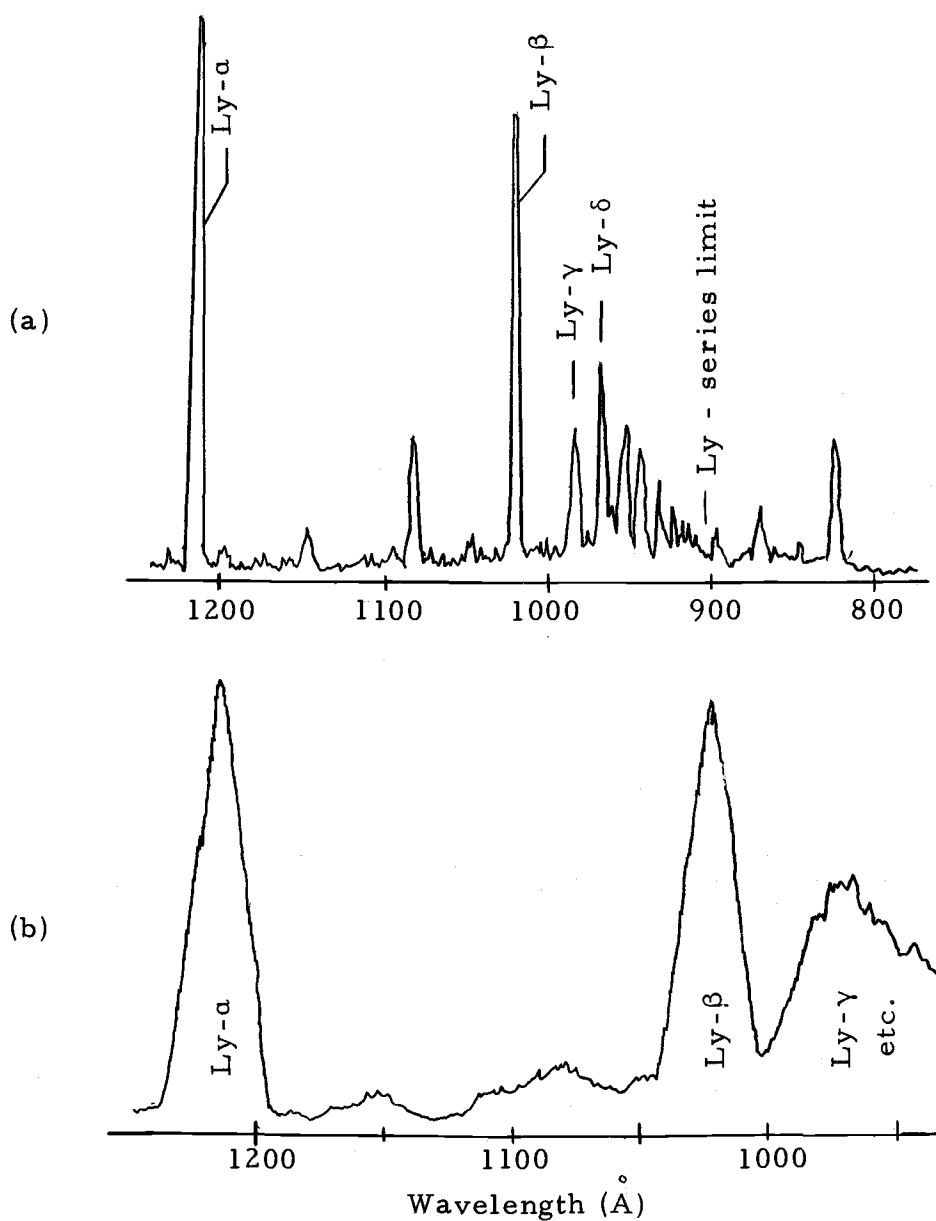 (a)
Ly-α
Ly-β
Ly-γ
Ly-δ
Ly - series limit
1200 1100 1000 900 800
(b)
Ly-α
Ly-β
Ly-γ
etc.
1200 1100 1000
Wavelength (Å)